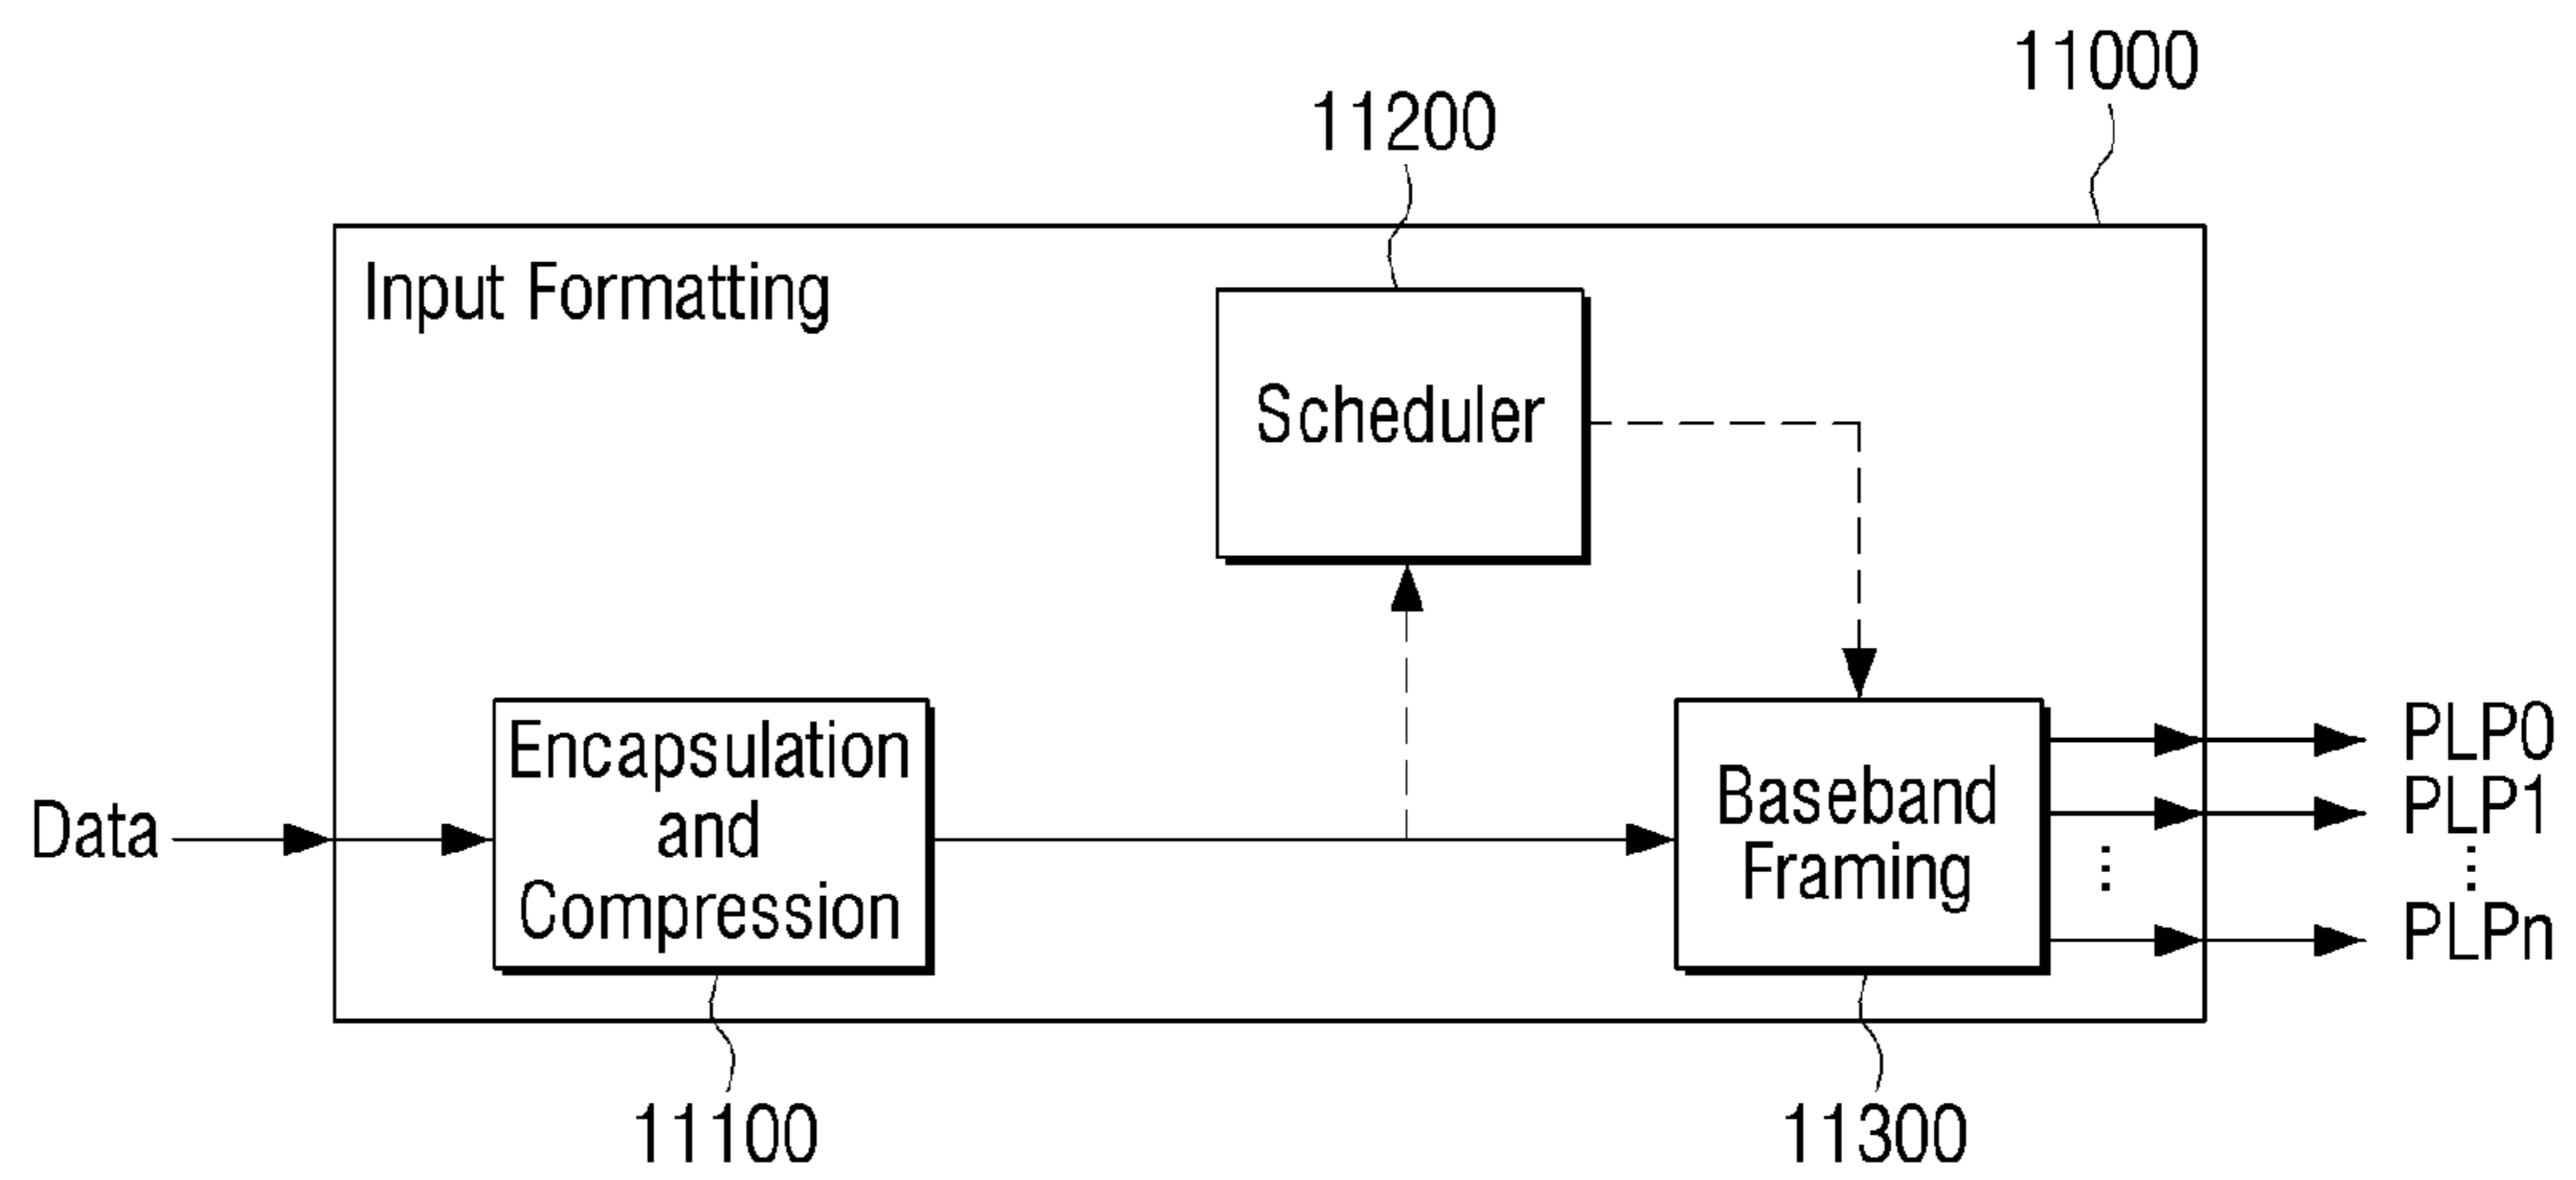 11000
11200
Input Formatting
Scheduler
Encapsulation
and
Compression
Data
Baseband
Framing
PLP0
PLP1
⋮
⋮
PLPn
11100
11300